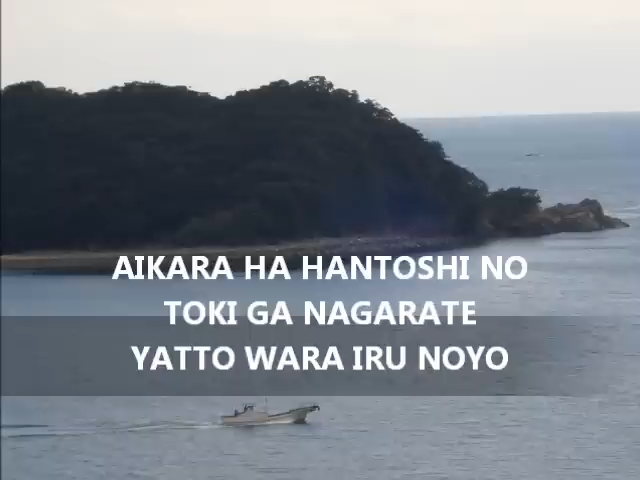 AIKARA HA HANTOSHI NO
TOKI GA NAGARATE
YATTO WARA IRU NOYO